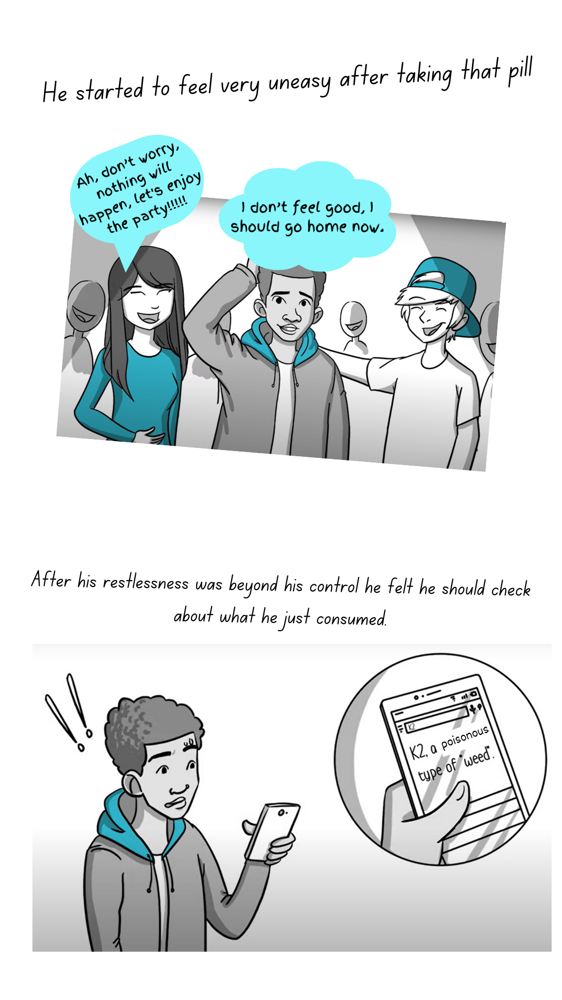 He started to feel very uneasy after taking that pill
Ah, don't worry,
nothing will
happen, let's enjoy
the party!!!!!
I don't feel good, I
should go home now.
After his restlessness was beyond his control he felt he should check
about what he just consumed.
K2
K2, a poisonous
type of "weed".